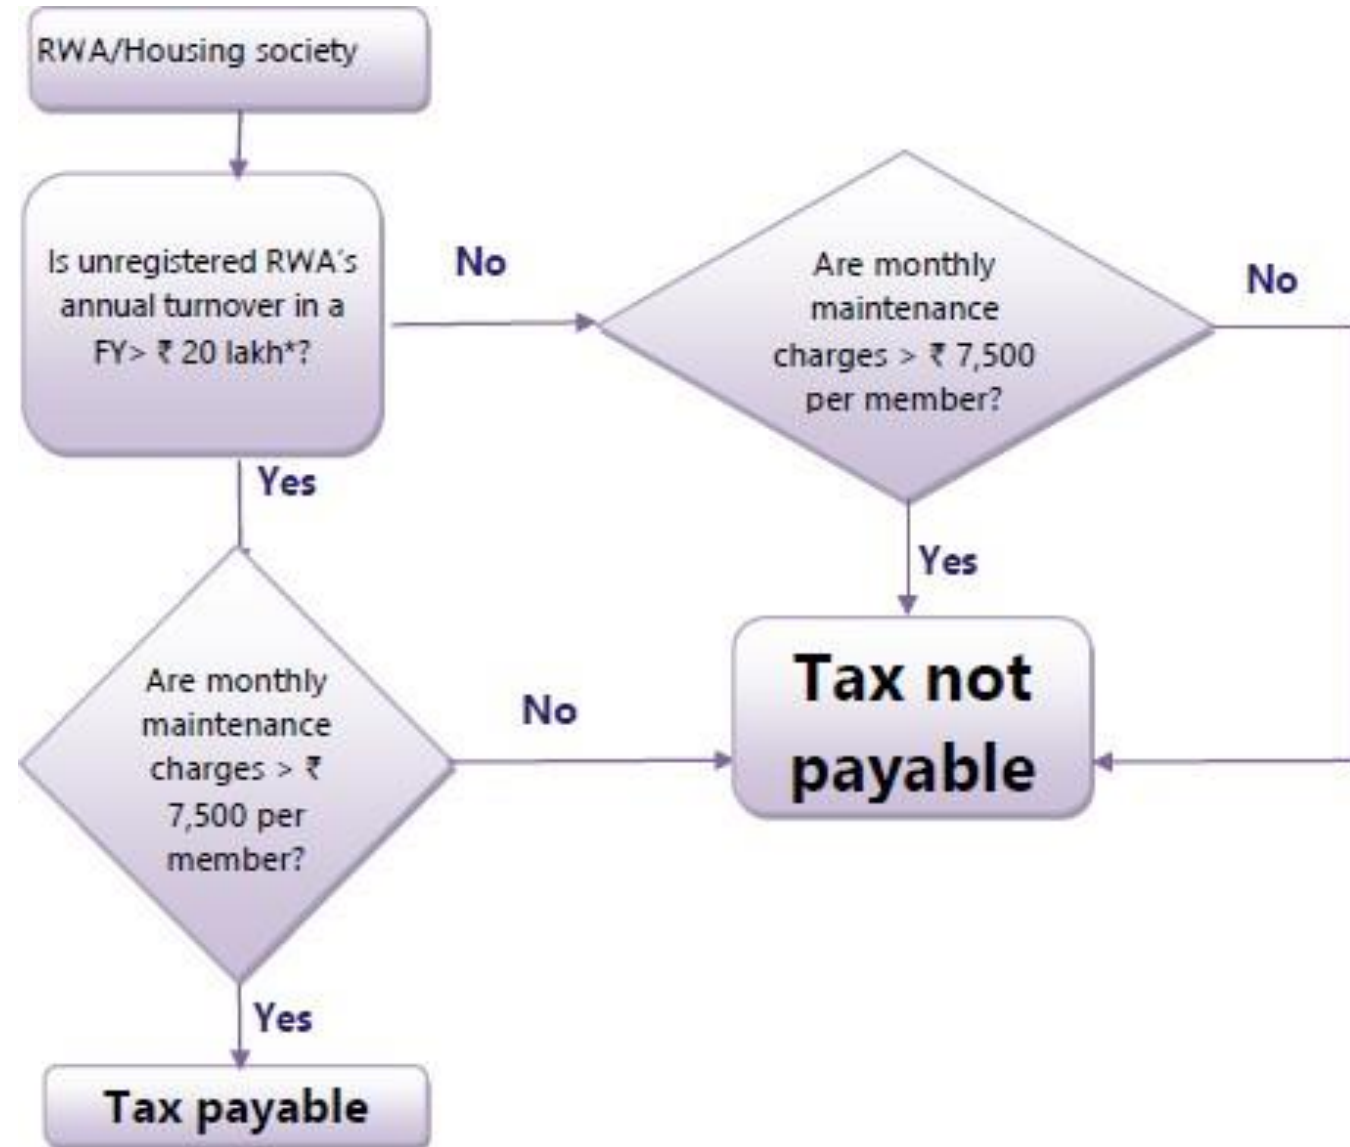 RWA/Housing society
Is unregistered RWA's
annual turnover in a
FY> ₹ 20 lakh*?
No
Are monthly
maintenance
charges > ₹ 7,500
per member?
No
Yes
Yes
Are monthly
maintenance
charges > ₹
7,500 per
member?
No
Tax not
payable
Yes
Tax payable